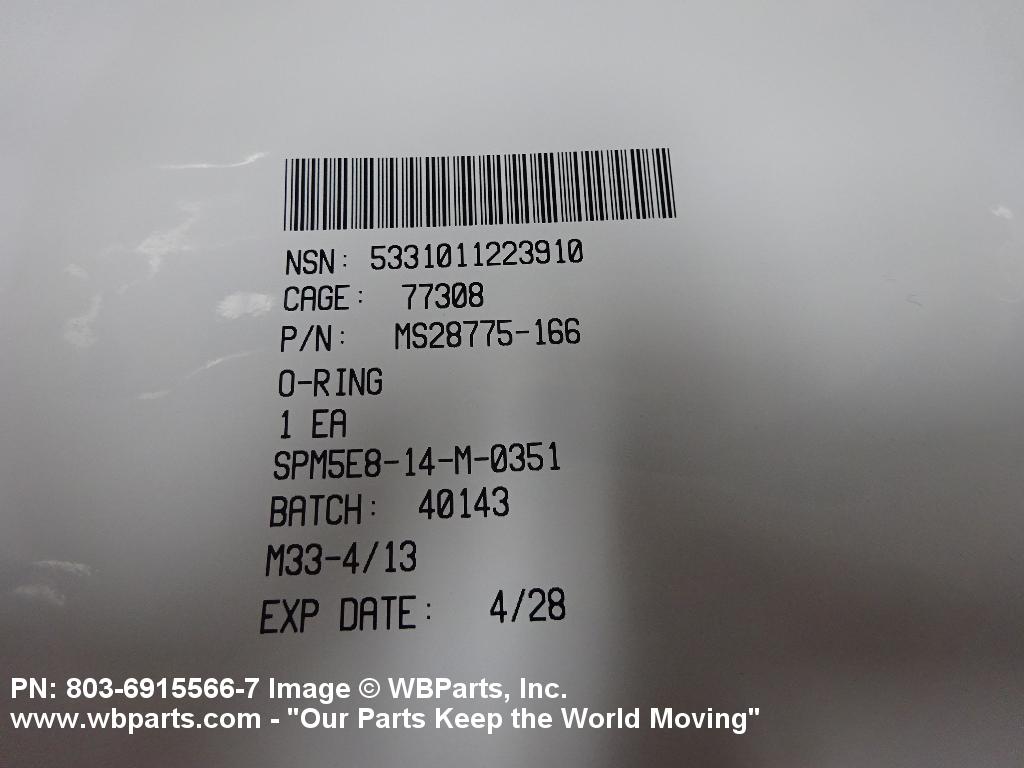 NSN: 5331011223910
CAGE: 77308
P/N: MS28775-166
O-RING
1 EA
SPM5E8-14-M-0351
BATCH: 40143
M33-4/13
EXP DATE: 4/28
PN: 803-6915566-7 Image © WBParts, Inc.
www.wbparts.com - "Our Parts Keep the World Moving"